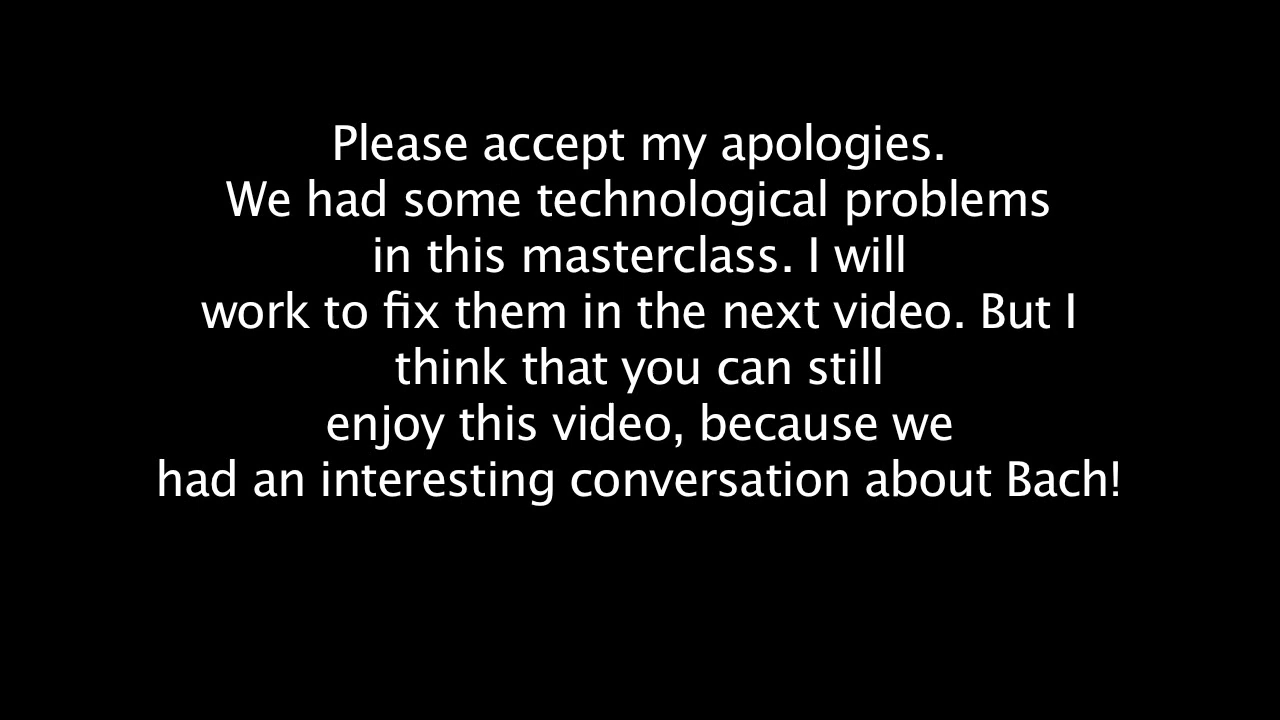 Please accept my apologies.
We had some technological problems
in this masterclass. I will
work to fix them in the next video. But I
think that you can still
enjoy this video, because we
had an interesting conversation about Bach!